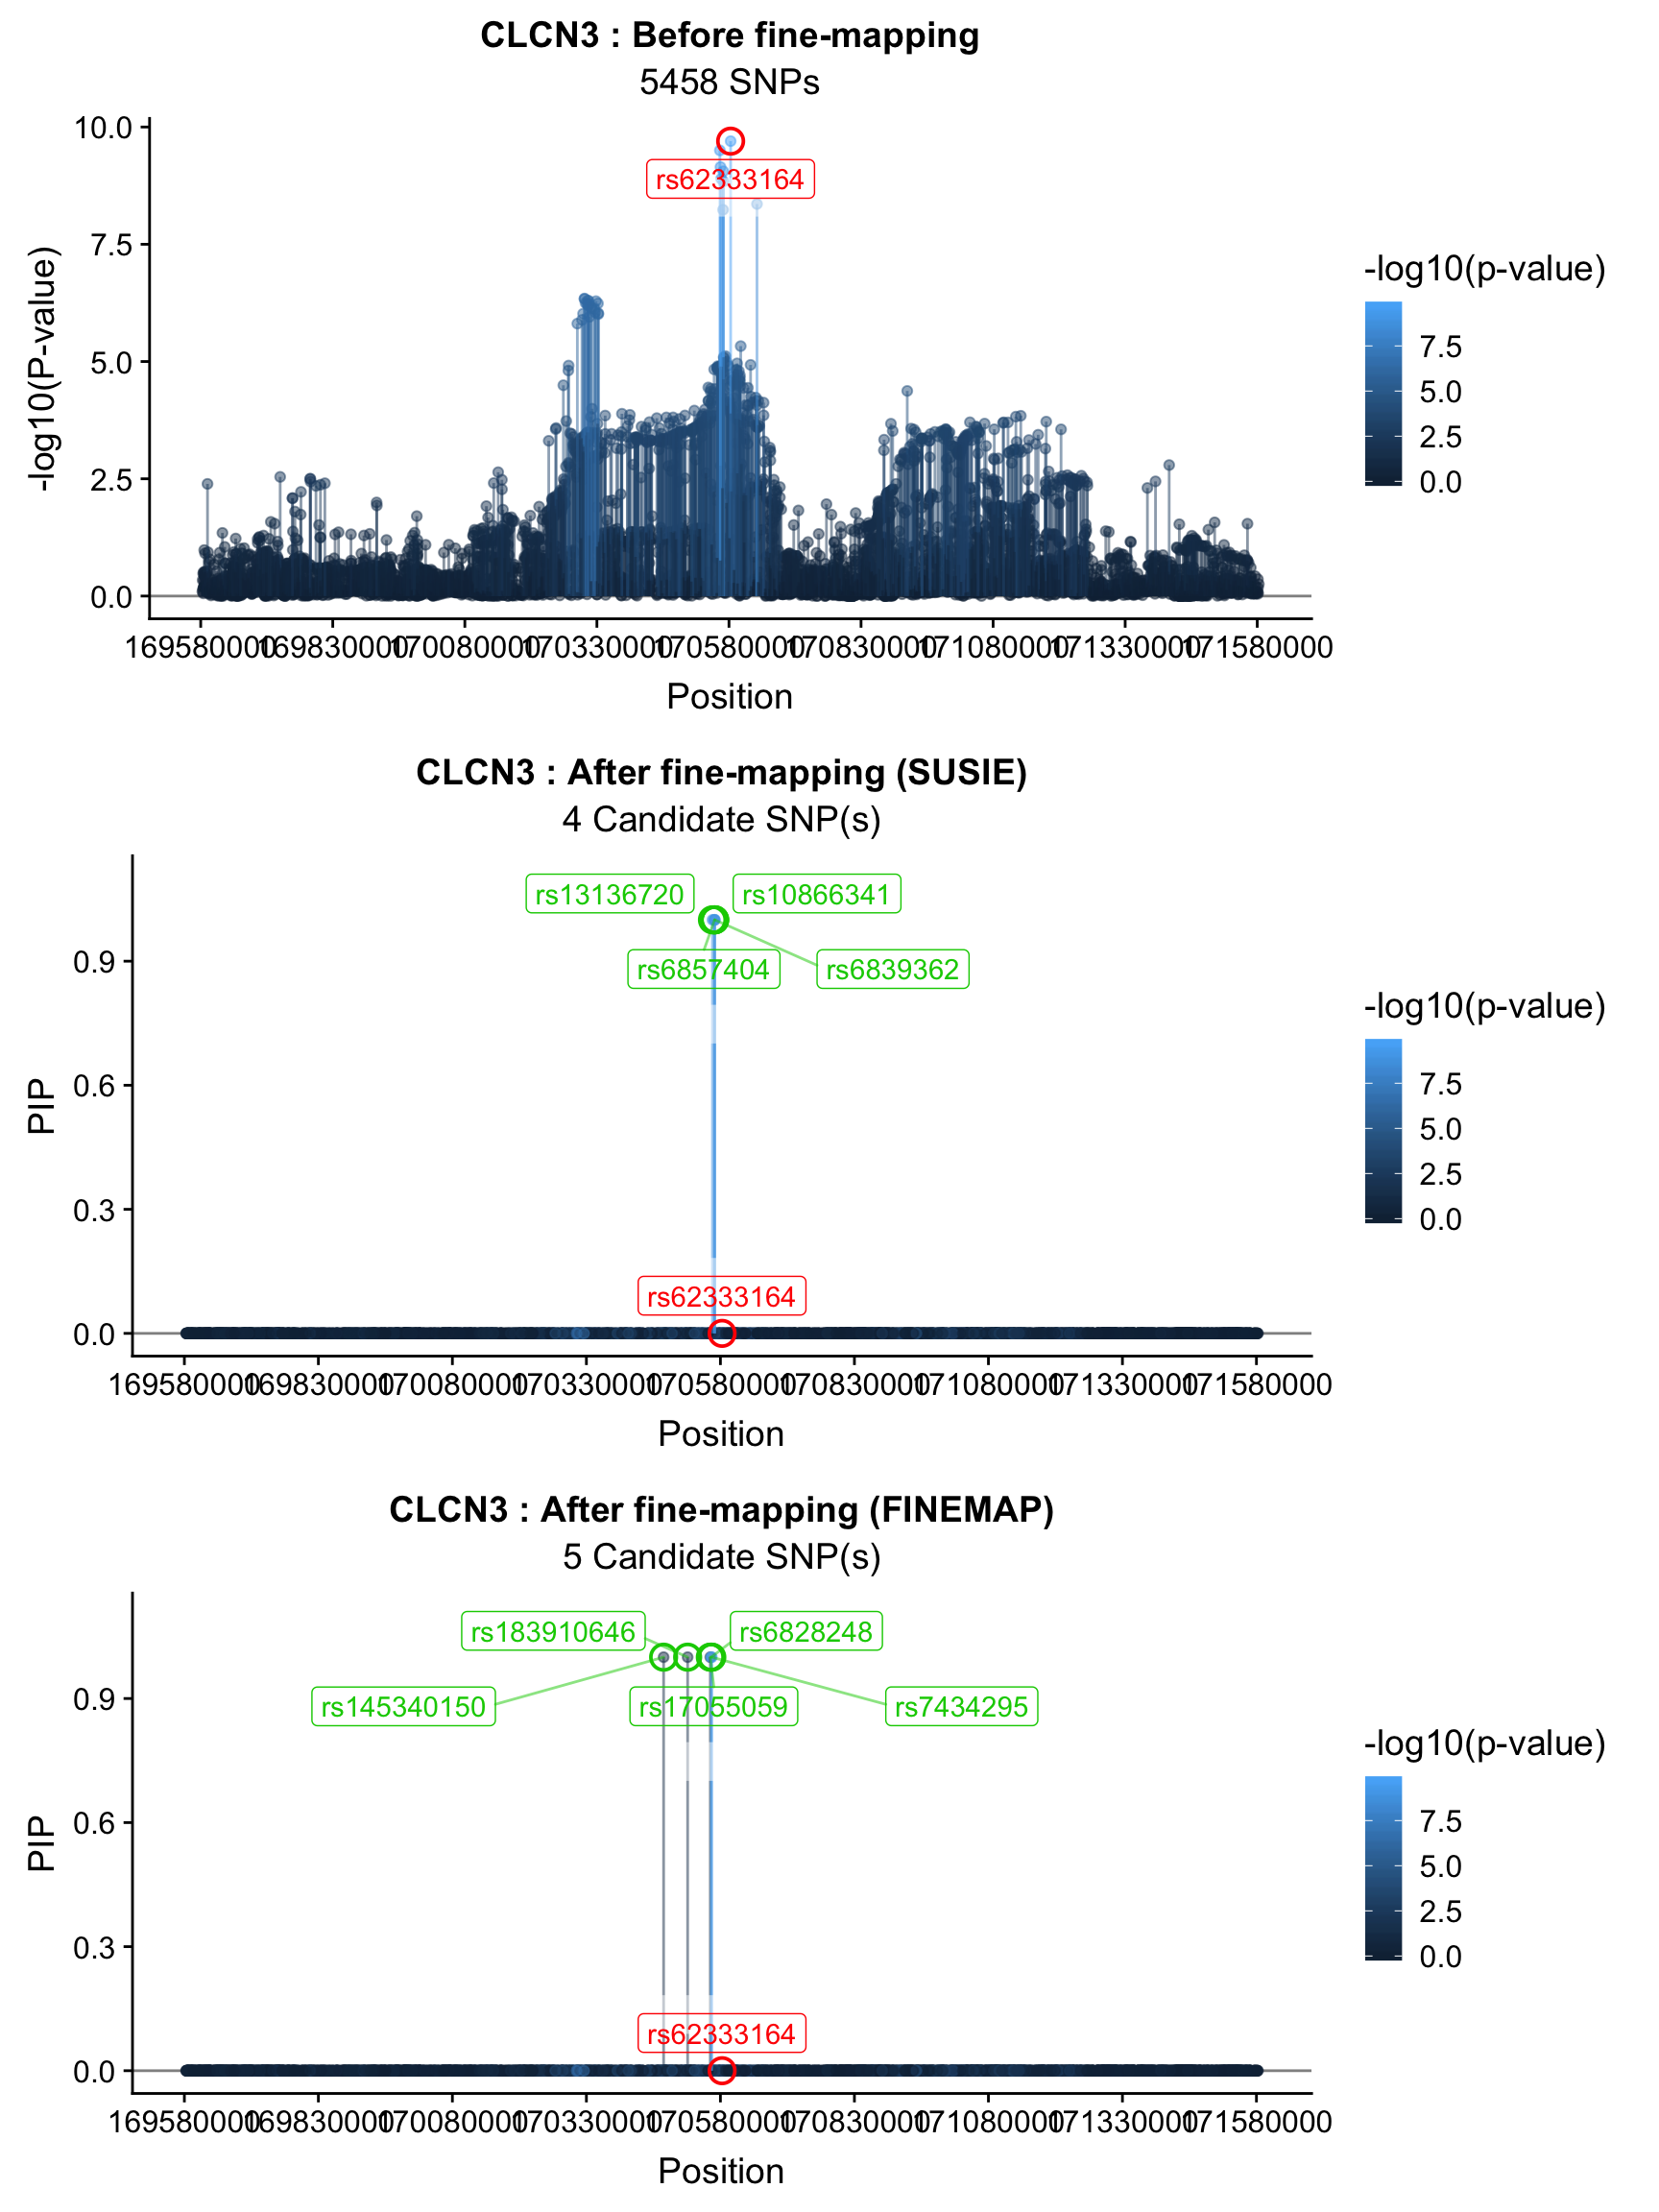 CLCN3 : Before fine-mapping
5458 SNPs
-log10(P-value)
10.0
7.5
5.0
2.5
0.0
rs62333164
169580000 169830000 170080000 170330000 170580000 170830000 171080000 171330000 171580000
Position
-log10(p-value)
7.5
5.0
2.5
0.0
CLCN3 : After fine-mapping (SUSIE)
4 Candidate SNP(s)
PIP
0.9
0.6
0.3
0.0
rs13136720 rs10866341
rs6857404 rs6839362
rs62333164
169580000 169830000 170080000 170330000 170580000 170830000 171080000 171330000 171580000
Position
-log10(p-value)
7.5
5.0
2.5
0.0
CLCN3 : After fine-mapping (FINEMAP)
5 Candidate SNP(s)
PIP
0.9
0.6
0.3
0.0
rs183910646 rs6828248
rs145340150 rs17055059 rs7434295
rs62333164
169580000 169830000 170080000 170330000 170580000 170830000 171080000 171330000 171580000
Position
-log10(p-value)
7.5
5.0
2.5
0.0